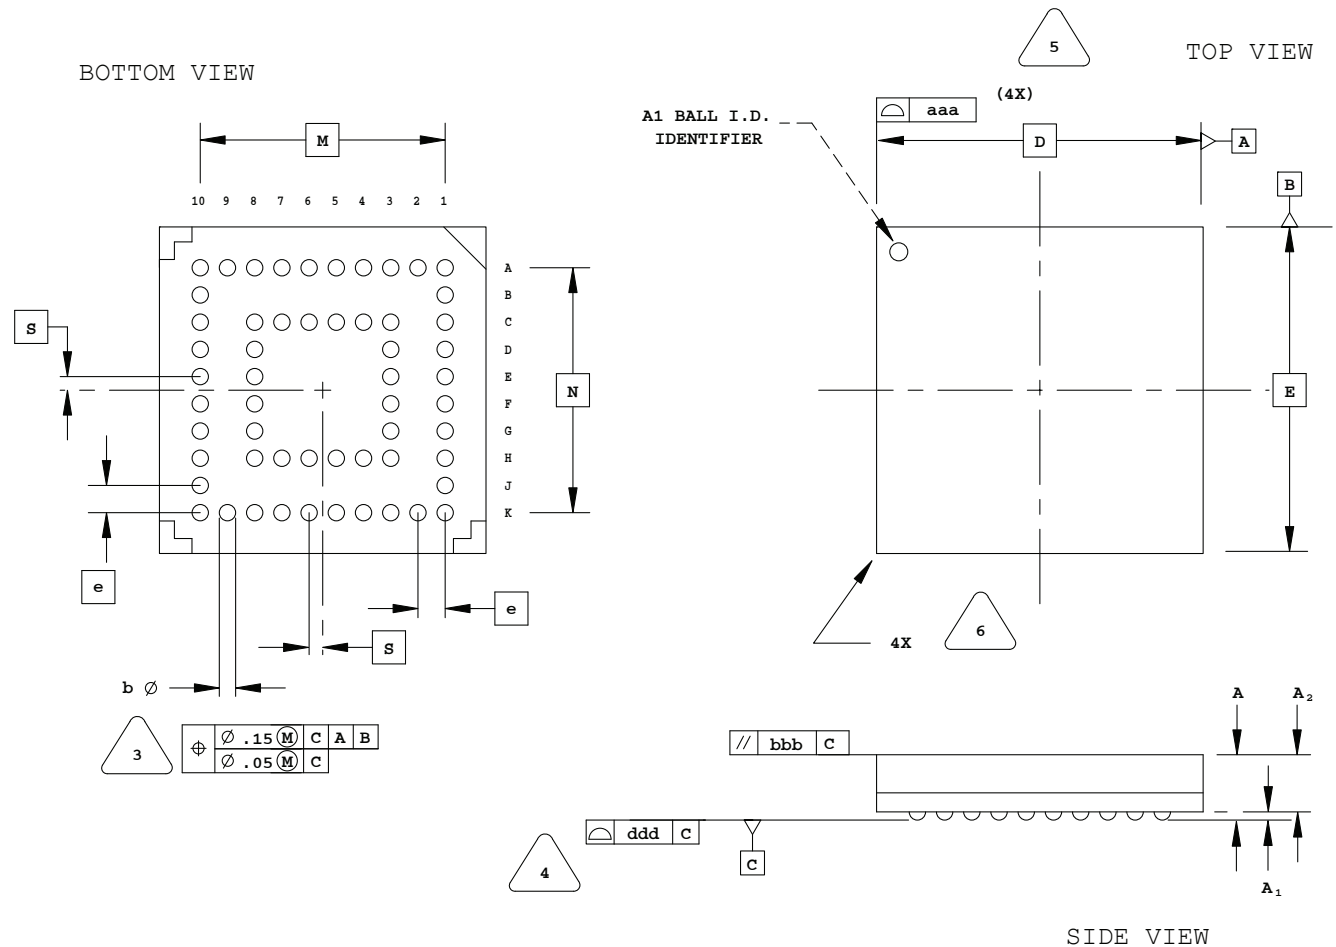 BOTTOM VIEW
M
10 9 8 7 6 5 4 3 2 1
A
B
C
D
E
F
G
H
J
K
S
N
e
e
S
b Ø
3
⌖ Ø .15 Ⓜ C A B
Ø .05 Ⓜ C
5
TOP VIEW
(4X)
⌓ aaa
A1 BALL I.D.
IDENTIFIER
D
A
B
E
4X
6
A
A₂
// bbb C
⌓ ddd C
C
4
A₁
SIDE VIEW